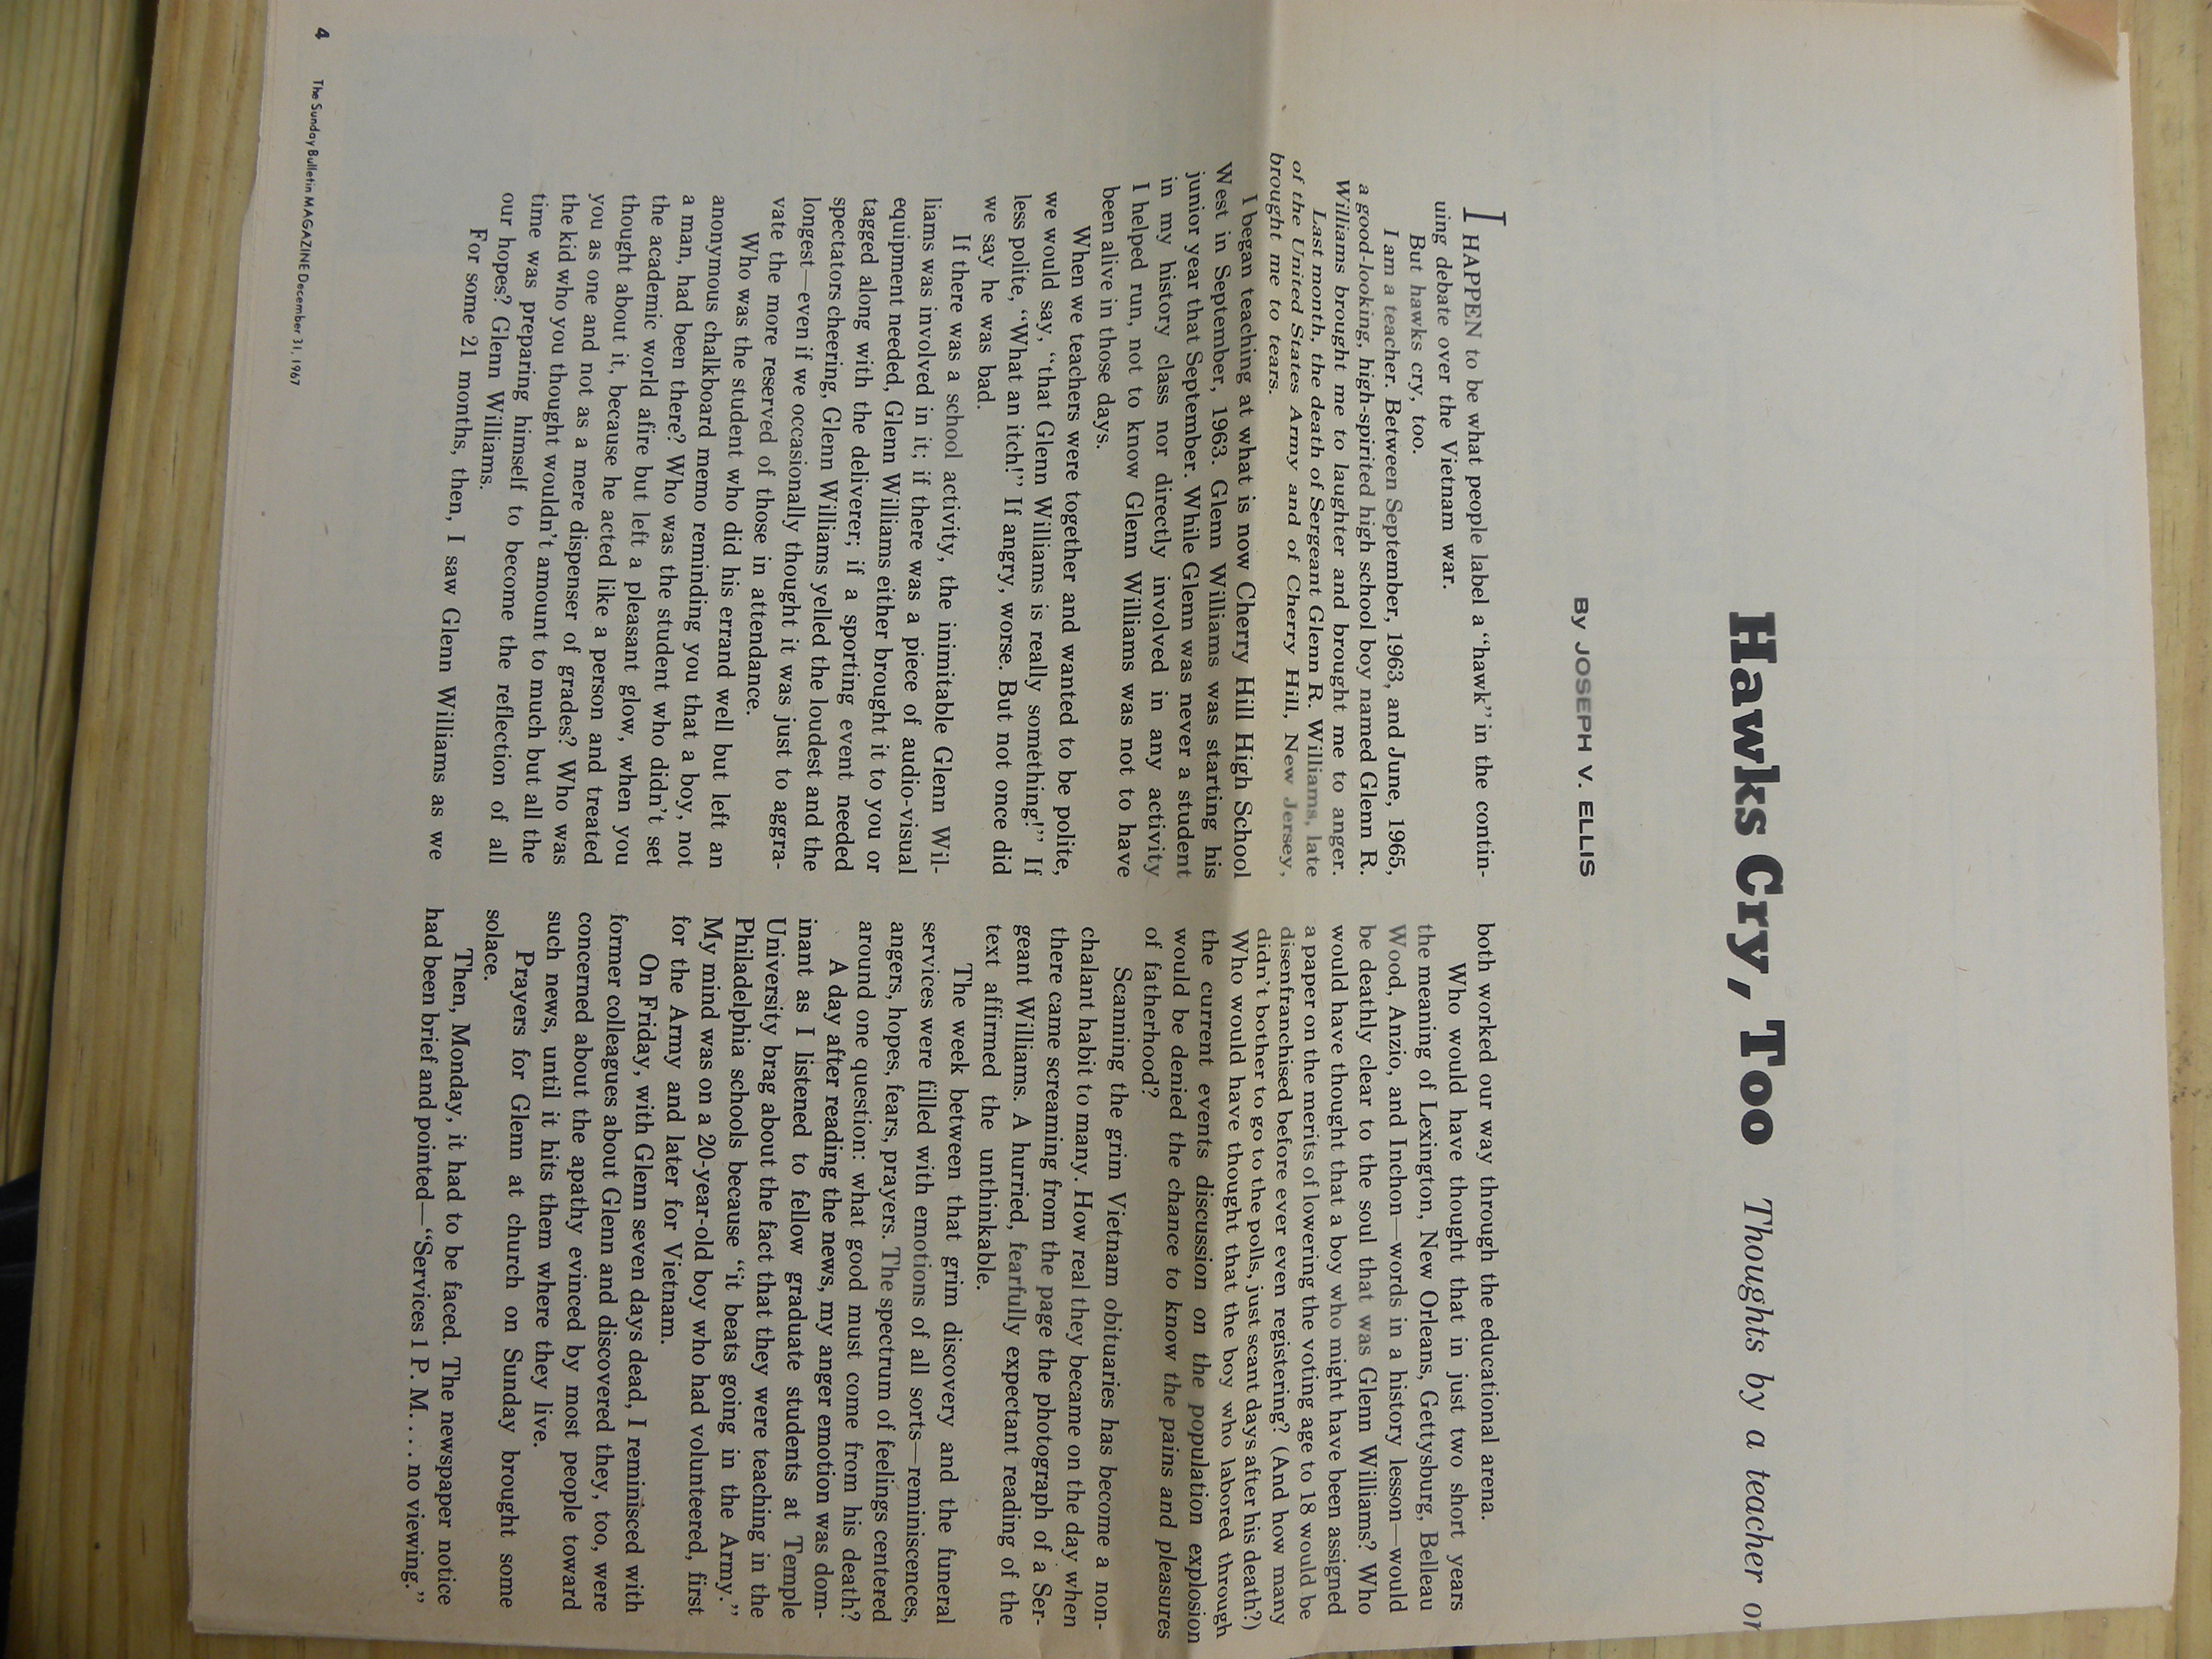 Hawks Cry, Too Thoughts by a teacher or
By JOSEPH V. ELLIS
I HAPPEN to be what people label a “hawk” in the contin-
uing debate over the Vietnam war.
But hawks cry, too.
I am a teacher. Between September, 1963, and June, 1965,
a good-looking, high-spirited high school boy named Glenn R.
Williams brought me to laughter and brought me to anger.
Last month, the death of Sergeant Glenn R. Williams, late
of the United States Army and of Cherry Hill, New Jersey,
brought me to tears.
I began teaching at what is now Cherry Hill High School
West in September, 1963. Glenn Williams was starting his
junior year that September. While Glenn was never a student
in my history class nor directly involved in any activity
I helped run, not to know Glenn Williams was not to have
been alive in those days.
When we teachers were together and wanted to be polite,
we would say, “that Glenn Williams is really something!” If
less polite, “What an itch!” If angry, worse. But not once did
we say he was bad.
If there was a school activity, the inimitable Glenn Wil-
liams was involved in it; if there was a piece of audio-visual
equipment needed, Glenn Williams either brought it to you or
tagged along with the deliverer; if a sporting event needed
spectators cheering, Glenn Williams yelled the loudest and the
longest—even if we occasionally thought it was just to aggra-
vate the more reserved of those in attendance.
Who was the student who did his errand well but left an
anonymous chalkboard memo reminding you that a boy, not
a man, had been there? Who was the student who didn't set
the academic world afire but left a pleasant glow, when you
thought about it, because he acted like a person and treated
you as one and not as a mere dispenser of grades? Who was
the kid who you thought wouldn't amount to much but all the
time was preparing himself to become the reflection of all
our hopes? Glenn Williams.
For some 21 months, then, I saw Glenn Williams as we
both worked our way through the educational arena.
Who would have thought that in just two short years
the meaning of Lexington, New Orleans, Gettysburg, Belleau
Wood, Anzio, and Inchon—words in a history lesson—would
be deathly clear to the soul that was Glenn Williams? Who
would have thought that a boy who might have been assigned
a paper on the merits of lowering the voting age to 18 would be
disenfranchised before ever even registering? (And how many
didn't bother to go to the polls, just scant days after his death?)
Who would have thought that the boy who labored through
the current events discussion on the population explosion
would be denied the chance to know the pains and pleasures
of fatherhood?
Scanning the grim Vietnam obituaries has become a non-
chalant habit to many. How real they became on the day when
there came screaming from the page the photograph of a Ser-
geant Williams. A hurried, fearfully expectant reading of the
text affirmed the unthinkable.
The week between that grim discovery and the funeral
services were filled with emotions of all sorts—reminiscences,
angers, hopes, fears, prayers. The spectrum of feelings centered
around one question: what good must come from his death?
A day after reading the news, my anger emotion was dom-
inant as I listened to fellow graduate students at Temple
University brag about the fact that they were teaching in the
Philadelphia schools because “it beats going in the Army.”
My mind was on a 20-year-old boy who had volunteered, first
for the Army and later for Vietnam.
On Friday, with Glenn seven days dead, I reminisced with
former colleagues about Glenn and discovered they, too, were
concerned about the apathy evinced by most people toward
such news, until it hits them where they live.
Prayers for Glenn at church on Sunday brought some
solace.
Then, Monday, it had to be faced. The newspaper notice
had been brief and pointed—“Services 1 P. M. . . . no viewing.”
4 The Sunday Bulletin MAGAZINE December 31, 1967